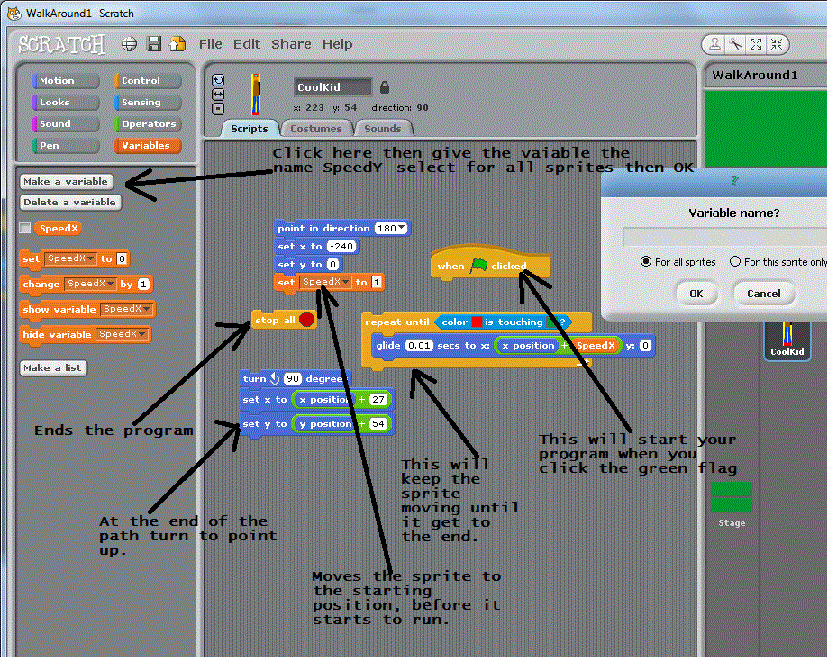 WalkAround1 Scratch
SCRATCH File Edit Share Help
Motion Control
Looks Sensing
Sound Operators
Pen Variables
Make a variable
Delete a variable
SpeedX
set SpeedX to 0
change SpeedX by 1
show variable SpeedX
hide variable SpeedX
Make a list
CoolKid
x: 223 y: 54 direction: 90
Scripts Costumes Sounds
Click here then give the vaiable the
name SpeedY select for all sprites then OK
point in direction 180
set x to -240
set y to 0
set SpeedX to 1
when clicked
stop all
repeat until color is touching ?
glide 0.01 secs to x: x position + SpeedX y: 0
turn 90 degrees
set x to x position + 27
set y to y position + 54
Ends the program
At the end of the
path turn to point
up.
Moves the sprite to
the starting
position, before it
starts to run.
This will
keep the
sprite
moving until
it get to
the end.
This will start your
program when you
click the green flag
WalkAround1
?
Variable name?
For all sprites For this sprite only
OK Cancel
CoolKid
Stage